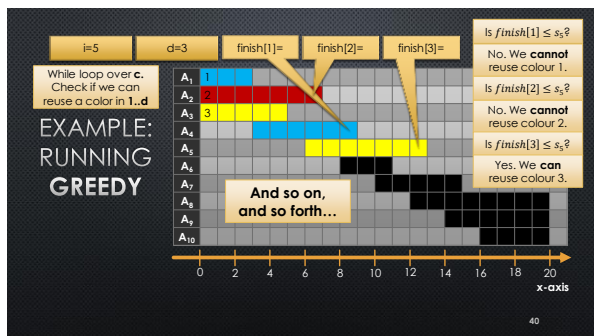 i=5
d=3
finish[1]=
finish[2]=
finish[3]=
Is finish[1] ≤ s₅?
No. We cannot
reuse colour 1.
Is finish[2] ≤ s₅?
No. We cannot
reuse colour 2.
Is finish[3] ≤ s₅?
Yes. We can
reuse colour 3.
While loop over c.
Check if we can
reuse a color in 1..d
EXAMPLE:
RUNNING
GREEDY
A₁ 1
A₂ 2
A₃ 3
A₄
A₅
A₆
A₇
A₈
A₉
A₁₀
And so on,
and so forth…
0 2 4 6 8 10 12 14 16 18 20
x-axis
40